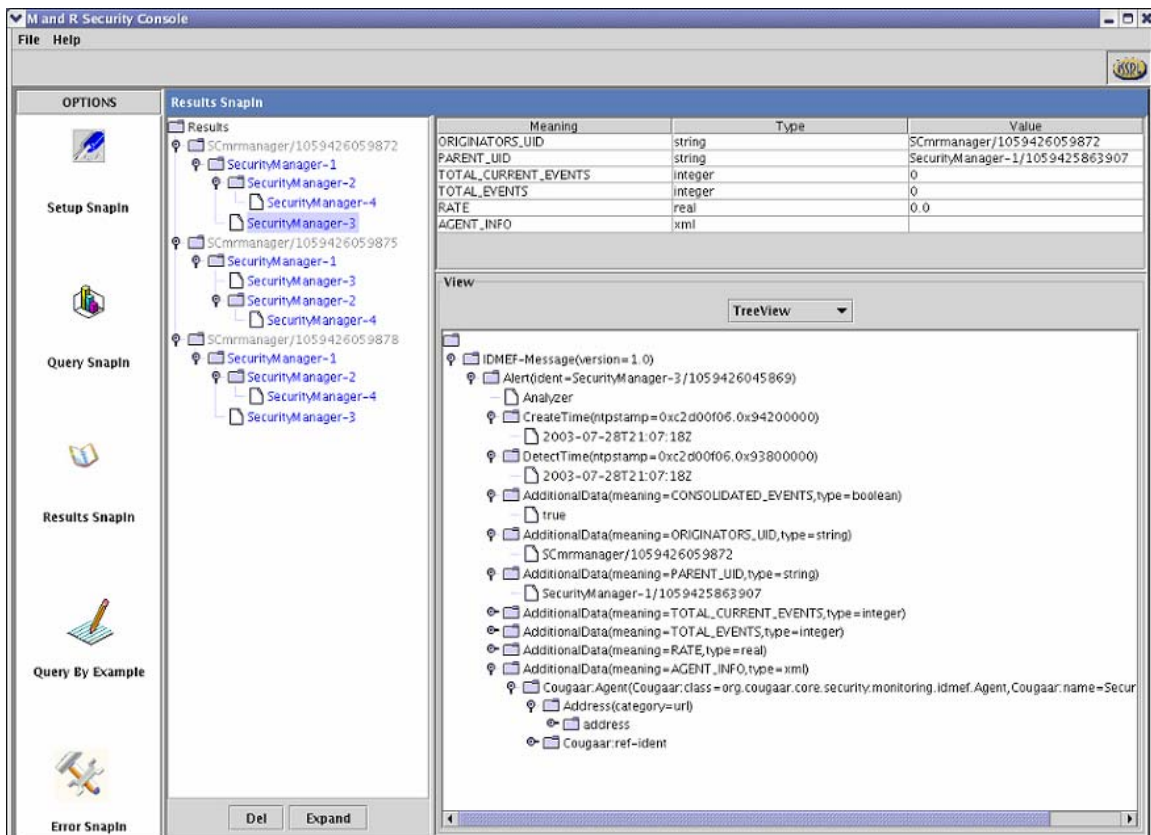 M and R Security Console
File Help
OPTIONS
Setup SnapIn
Query SnapIn
Results SnapIn
Query By Example
Error SnapIn
Results SnapIn
Results
SCmrmanager/1059426059872
SecurityManager-1
SecurityManager-2
SecurityManager-4
SecurityManager-3
SCmrmanager/1059426059875
SecurityManager-1
SecurityManager-3
SecurityManager-2
SecurityManager-4
SCmrmanager/1059426059878
SecurityManager-1
SecurityManager-2
SecurityManager-4
SecurityManager-3
Del Expand
Meaning Type Value
ORIGINATORS_UID string SCmrmanager/1059426059872
PARENT_UID string SecurityManager-1/1059425863907
TOTAL_CURRENT_EVENTS integer 0
TOTAL_EVENTS integer 0
RATE real 0.0
AGENT_INFO xml
View
TreeView
IDMEF-Message(version=1.0)
Alert(ident=SecurityManager-3/1059426045869)
Analyzer
CreateTime(ntpstamp=0xc2d00f06.0x94200000)
2003-07-28T21:07:18Z
DetectTime(ntpstamp=0xc2d00f06.0x93800000)
2003-07-28T21:07:18Z
AdditionalData(meaning=CONSOLIDATED_EVENTS,type=boolean)
true
AdditionalData(meaning=ORIGINATORS_UID,type=string)
SCmrmanager/1059426059872
AdditionalData(meaning=PARENT_UID,type=string)
SecurityManager-1/1059425863907
AdditionalData(meaning=TOTAL_CURRENT_EVENTS,type=integer)
AdditionalData(meaning=TOTAL_EVENTS,type=integer)
AdditionalData(meaning=RATE,type=real)
AdditionalData(meaning=AGENT_INFO,type=xml)
Cougaar:Agent(Cougaar:class=org.cougaar.core.security.monitoring.idmef.Agent,Cougaar:name=Secur
Address(category=url)
address
Cougaar:ref-ident